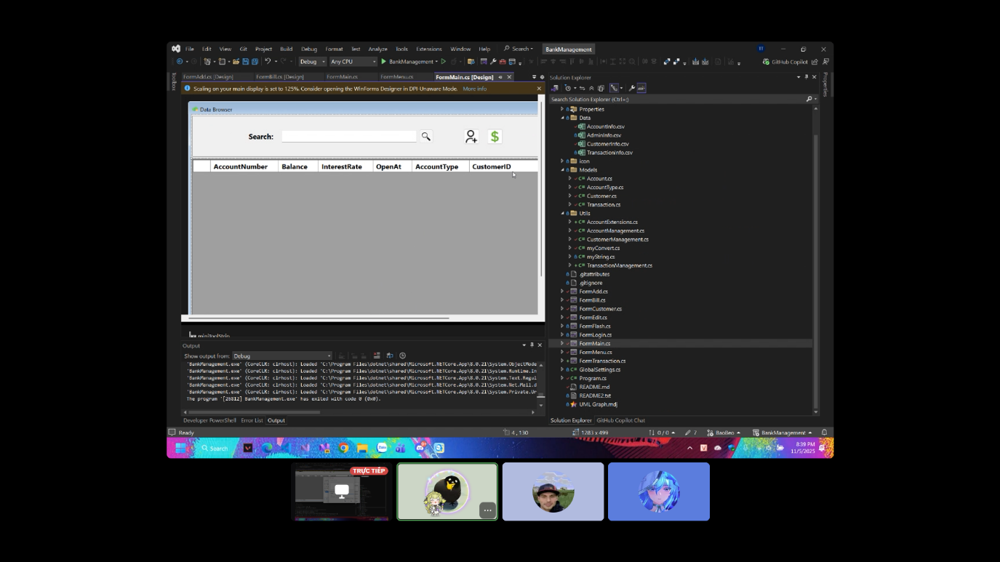 File Edit View Git Project Build Debug Format Test Analyze Tools Extensions Window Help Search BankManagement
Debug Any CPU BankManagement GitHub Copilot
Toolbox
FormAdd.cs [Design] FormBill.cs [Design] FormMain.cs FormMenu.cs FormMain.cs [Design]
Scaling on your main display is set to 125%. Consider opening the WinForms Designer in DPI-Unaware Mode. More info
Data Browser
Search:
AccountNumber Balance InterestRate OpenAt AccountType CustomerID
miniToolStrip
Output
Show output from: Debug
'BankManagement.exe' (CoreCLR: clrhost): Loaded 'C:\Program Files\dotnet\shared\Microsoft.NETCore.App\8.0.21\System.ObjectMode
'BankManagement.exe' (CoreCLR: clrhost): Loaded 'C:\Program Files\dotnet\shared\Microsoft.NETCore.App\8.0.21\System.Runtime.In
'BankManagement.exe' (CoreCLR: clrhost): Loaded 'C:\Program Files\dotnet\shared\Microsoft.NETCore.App\8.0.21\System.Text.Regul
'BankManagement.exe' (CoreCLR: clrhost): Loaded 'C:\Program Files\dotnet\shared\Microsoft.NETCore.App\8.0.21\System.Net.Mail.d
'BankManagement.exe' (CoreCLR: clrhost): Loaded 'C:\Program Files\dotnet\shared\Microsoft.NETCore.App\8.0.21\System.Private.Ur
The program '[26812] BankManagement.exe' has exited with code 0 (0x0).
Developer PowerShell Error List Output
Solution Explorer
Search Solution Explorer (Ctrl+;)
Properties
Data
AccountInfo.csv
AdminInfo.csv
CustomerInfo.csv
TransactionInfo.csv
icon
Models
Account.cs
AccountType.cs
Customer.cs
Transaction.cs
Utils
AccountExtensions.cs
AccountManagement.cs
CustomerManagement.cs
myConvert.cs
myString.cs
TransactionManagement.cs
.gitattributes
.gitignore
FormAdd.cs
FormBill.cs
FormCustomer.cs
FormEdit.cs
FormFlash.cs
FormLogin.cs
FormMain.cs
FormMenu.cs
FormTransaction.cs
GlobalSettings.cs
Program.cs
README.md
README2.txt
UML Graph.mdj
Solution Explorer GitHub Copilot Chat
Properties
Ready 4 , 130 1283 x 499 0 / 0 7 BaoBeo BankManagement
Search
8:39 PM
11/5/2025
TRỰC TIẾP